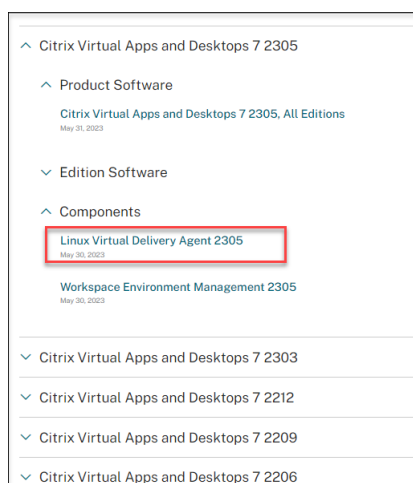 Citrix Virtual Apps and Desktops 7 2305
Product Software
Citrix Virtual Apps and Desktops 7 2305, All Editions
May 31, 2023
Edition Software
Components
Linux Virtual Delivery Agent 2305
May 30, 2023
Workspace Environment Management 2305
May 30, 2023
Citrix Virtual Apps and Desktops 7 2303
Citrix Virtual Apps and Desktops 7 2212
Citrix Virtual Apps and Desktops 7 2209
Citrix Virtual Apps and Desktops 7 2206